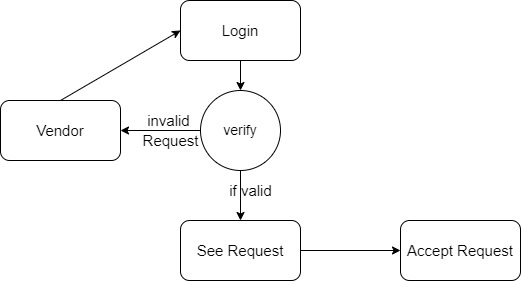 Login
invalid
Vendor
verify
Request
if valid
See Request
Accept Request